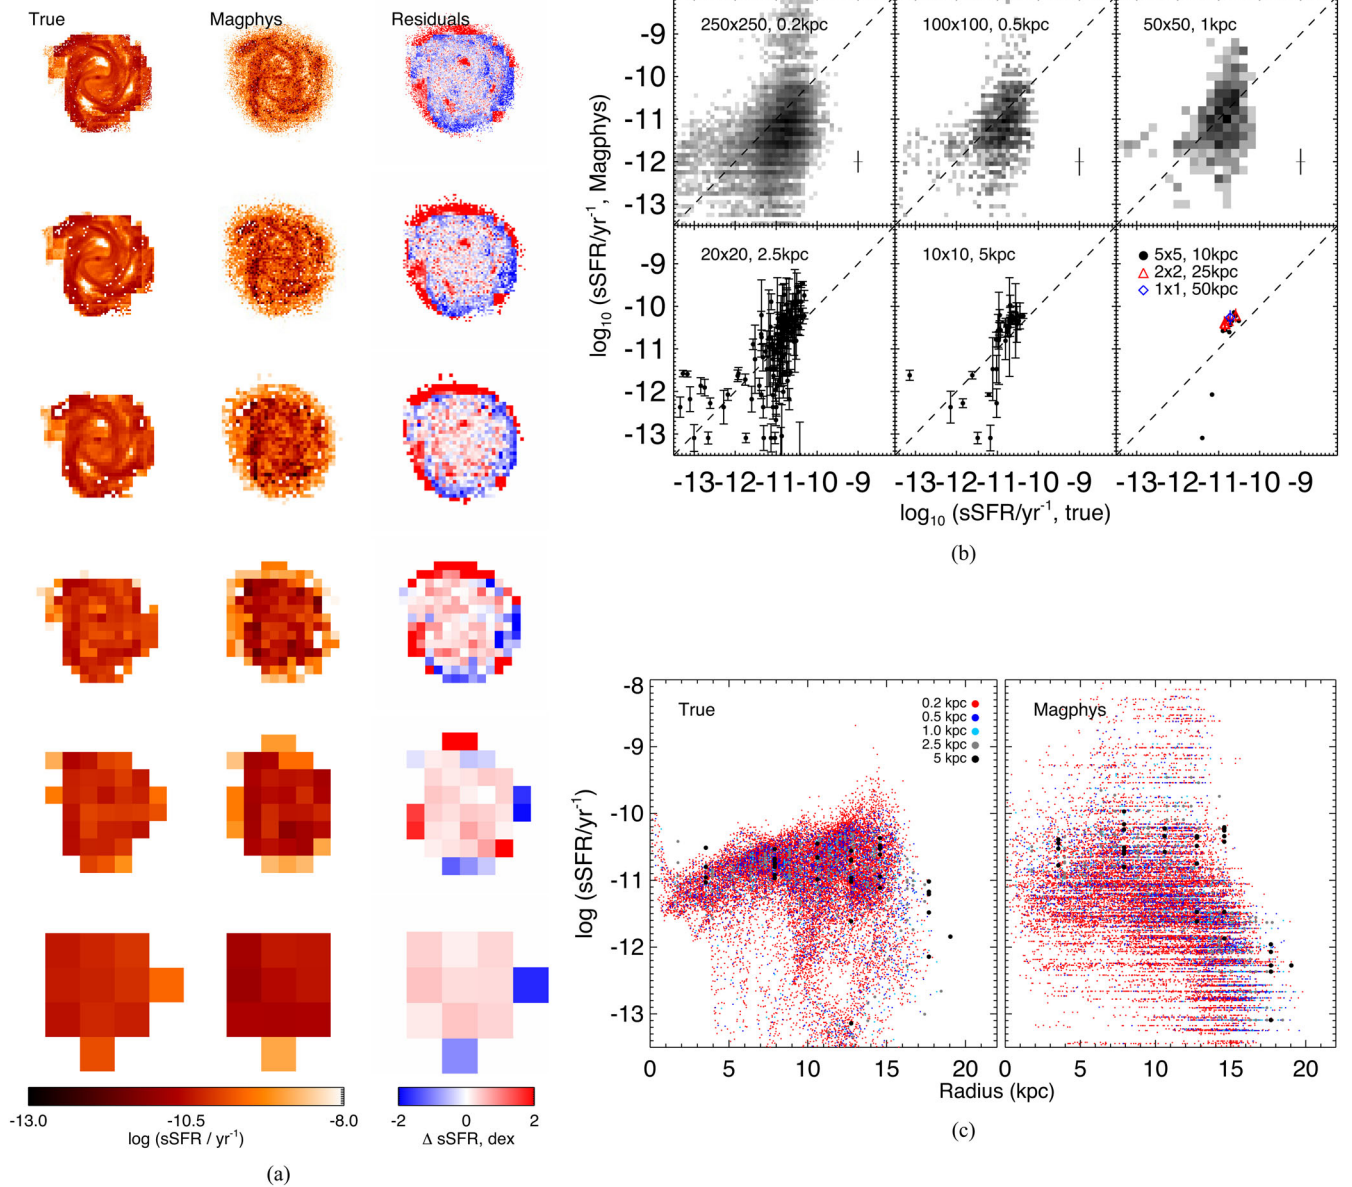 True Magphys Residuals
-13.0 -10.5 -8.0
log (sSFR / yr⁻¹)
-2 0 2
Δ sSFR, dex
(a)
250x250, 0.2kpc 100x100, 0.5kpc 50x50, 1kpc
-9
-10
-11
-12
-13
20x20, 2.5kpc 10x10, 5kpc
5x5, 10kpc
2x2, 25kpc
1x1, 50kpc
-9
-10
-11
-12
-13
log₁₀ (sSFR/yr⁻¹, Magphys)
-13-12-11-10 -9 -13-12-11-10 -9 -13-12-11-10 -9
log₁₀ (sSFR/yr⁻¹, true)
(b)
True Magphys
0.2 kpc
0.5 kpc
1.0 kpc
2.5 kpc
5 kpc
-8
-9
-10
-11
-12
-13
log (sSFR/yr⁻¹)
0 5 10 15 20 0 5 10 15 20
Radius (kpc)
(c)